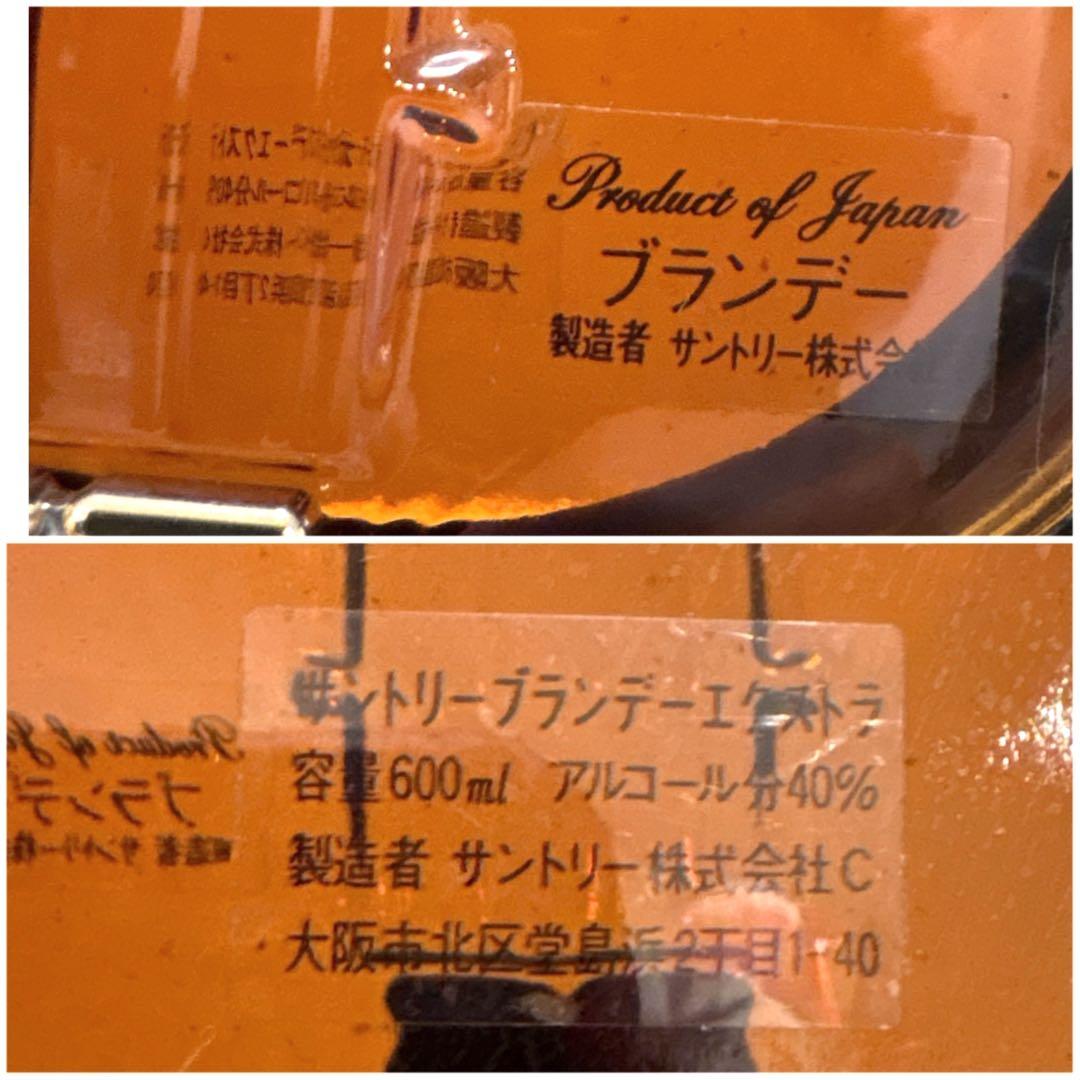 Product of Japan
ブランデー
製造者 サントリー株式会
サントリーブランデーエクストラ
容量600ml アルコール分40%
製造者 サントリー株式会社C
大阪市北区堂島浜2丁目1-40